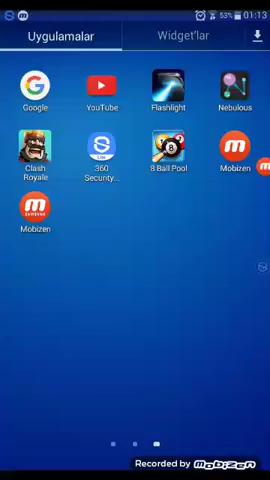 53% 01:13
Uygulamalar Widget'lar
Google YouTube Flashlight Nebulous
Clash Royale
360 Security...
8 Ball Pool
Mobizen
Mobizen
Recorded by mobizen